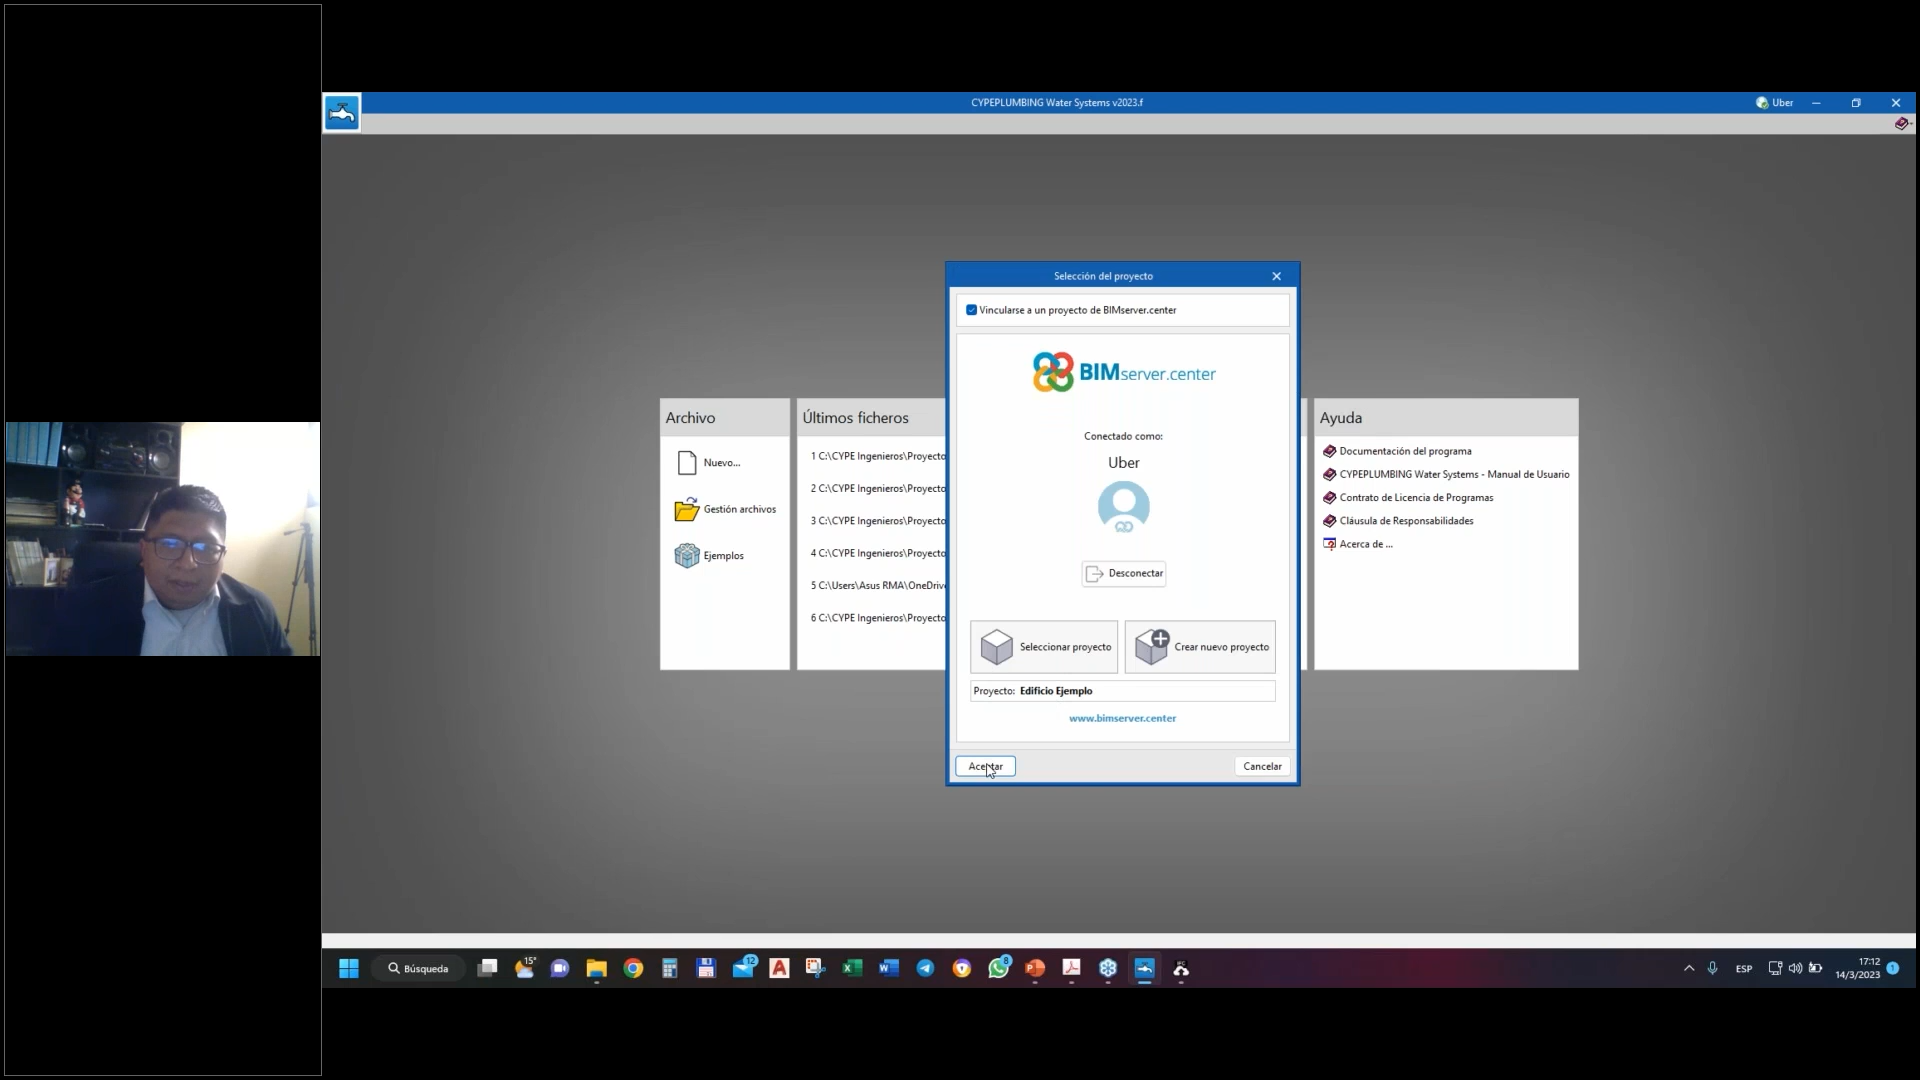 CYPEPLUMBING Water Systems v2023.f
Uber
Selección del proyecto
Vincularse a un proyecto de BIMserver.center
BIMserver.center
Conectado como:
Uber
Desconectar
Seleccionar proyecto
Crear nuevo proyecto
Proyecto: Edificio Ejemplo
www.bimserver.center
Aceptar
Cancelar
Archivo
Nuevo...
Gestión archivos
Ejemplos
Últimos ficheros
1 C:\CYPE Ingenieros\Proyecto
2 C:\CYPE Ingenieros\Proyecto
3 C:\CYPE Ingenieros\Proyecto
4 C:\CYPE Ingenieros\Proyecto
5 C:\Users\Asus RMA\OneDriv
6 C:\CYPE Ingenieros\Proyecto
Ayuda
Documentación del programa
CYPEPLUMBING Water Systems - Manual de Usuario
Contrato de Licencia de Programas
Cláusula de Responsabilidades
Acerca de ...
Búsqueda
15°
12
8
ESP
17:12
14/3/2023
1